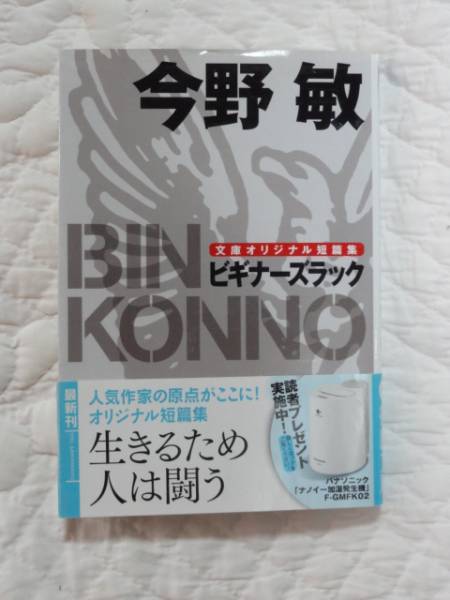 今野 敏
BIN
KONNO
文庫オリジナル短篇集
ビギナーズラック
最新刊
人気作家の原点がここに!
オリジナル短篇集
生きるため
人は闘う
読者プレゼント
実施中!
パナソニック
「ナノイー加湿発生機」
F-GMFK02